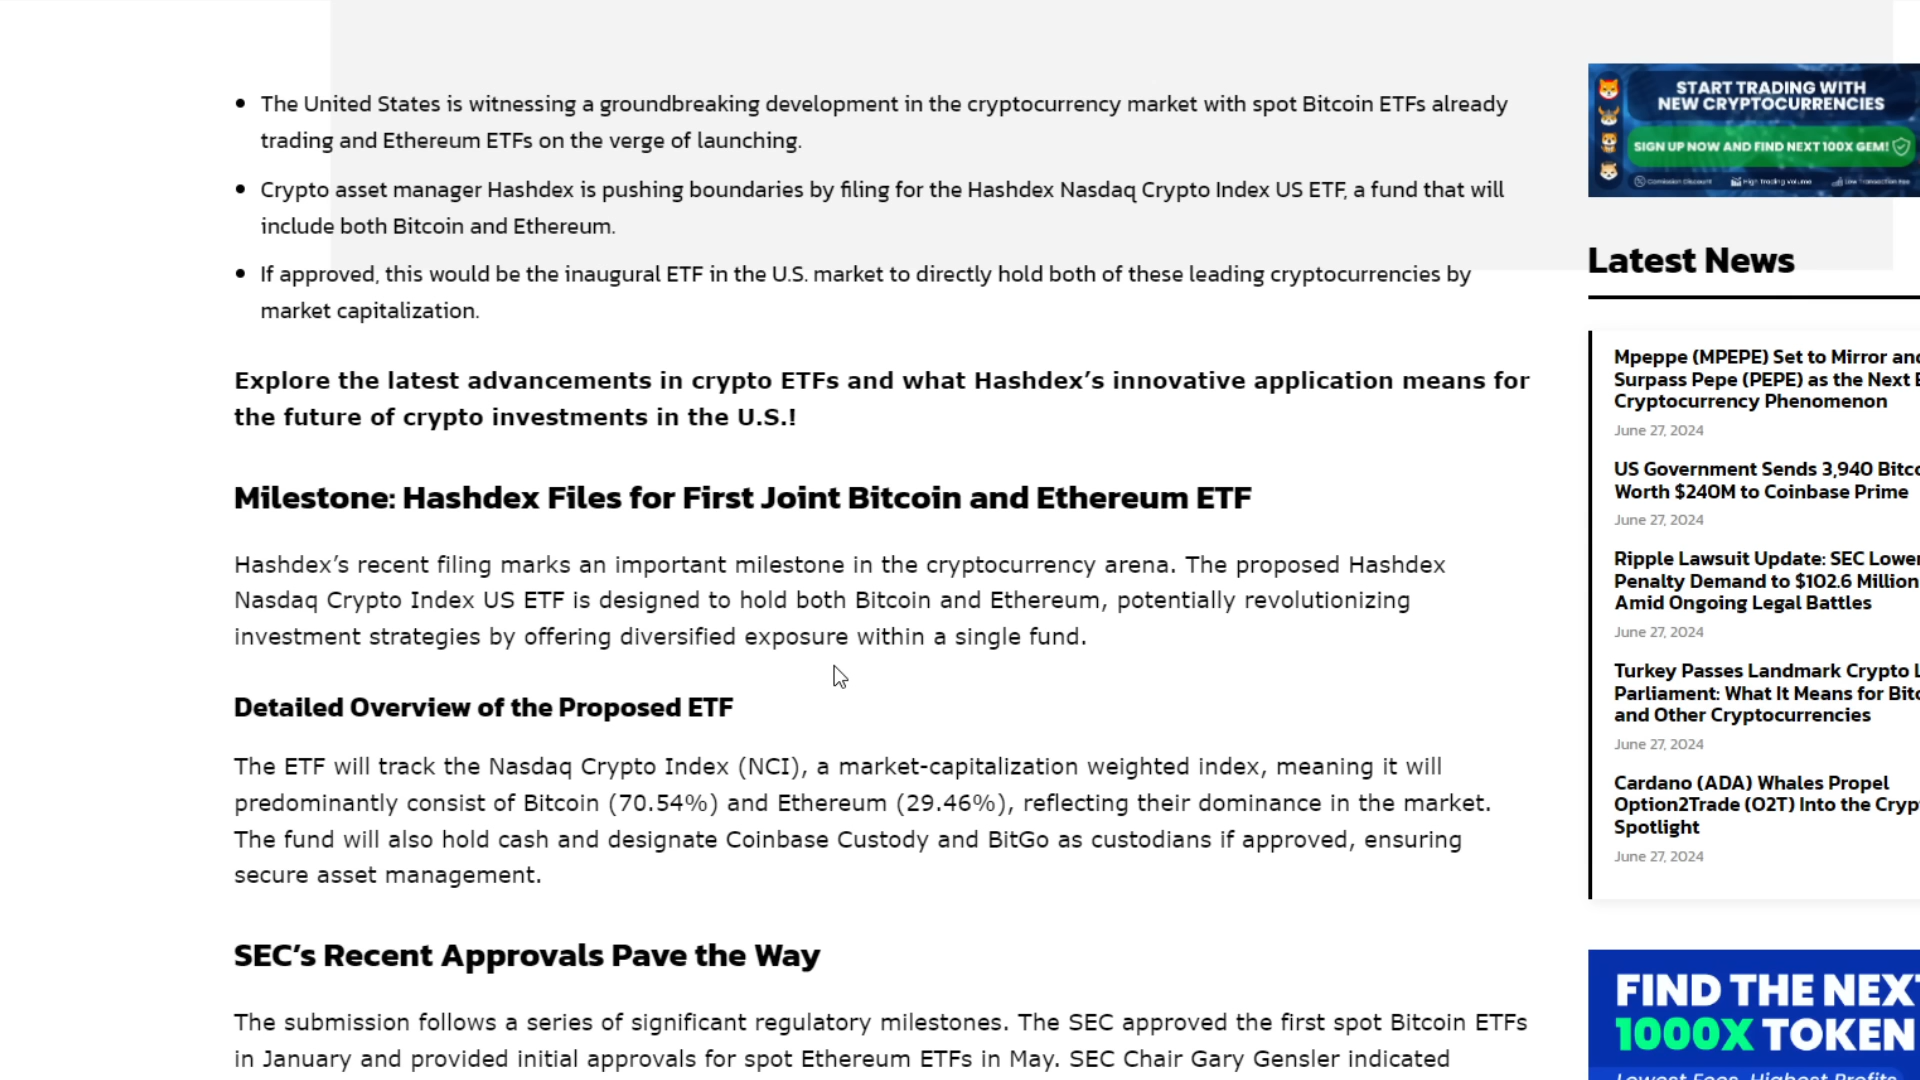 The United States is witnessing a groundbreaking development in the cryptocurrency market with spot Bitcoin ETFs already
trading and Ethereum ETFs on the verge of launching.
Crypto asset manager Hashdex is pushing boundaries by filing for the Hashdex Nasdaq Crypto Index US ETF, a fund that will
include both Bitcoin and Ethereum.
If approved, this would be the inaugural ETF in the U.S. market to directly hold both of these leading cryptocurrencies by
market capitalization.
Explore the latest advancements in crypto ETFs and what Hashdex’s innovative application means for
the future of crypto investments in the U.S.!
Milestone: Hashdex Files for First Joint Bitcoin and Ethereum ETF
Hashdex’s recent filing marks an important milestone in the cryptocurrency arena. The proposed Hashdex
Nasdaq Crypto Index US ETF is designed to hold both Bitcoin and Ethereum, potentially revolutionizing
investment strategies by offering diversified exposure within a single fund.
Detailed Overview of the Proposed ETF
The ETF will track the Nasdaq Crypto Index (NCI), a market-capitalization weighted index, meaning it will
predominantly consist of Bitcoin (70.54%) and Ethereum (29.46%), reflecting their dominance in the market.
The fund will also hold cash and designate Coinbase Custody and BitGo as custodians if approved, ensuring
secure asset management.
SEC’s Recent Approvals Pave the Way
The submission follows a series of significant regulatory milestones. The SEC approved the first spot Bitcoin ETFs
in January and provided initial approvals for spot Ethereum ETFs in May. SEC Chair Gary Gensler indicated
START TRADING WITH
NEW CRYPTOCURRENCIES
SIGN UP NOW AND FIND NEXT 100X GEM!
High trading volume
Latest News
Mpeppe (MPEPE) Set to Mirror and
Surpass Pepe (PEPE) as the Next
Cryptocurrency Phenomenon
June 27, 2024
US Government Sends 3,940
Worth $240M to Coinbase Prime
June 27, 2024
Ripple Lawsuit Update: SEC
Penalty Demand to $102.6 Million
Amid Ongoing Legal Battles
June 27, 2024
Turkey Passes Landmark Crypto
Parliament: What It Means for
and Other Cryptocurrencies
June 27, 2024
Cardano (ADA) Whales Propel
Option2Trade (O2T) Into the
Spotlight
June 27, 2024
FIND THE
1000X TOKEN
Lowest Fees, Highest Profits